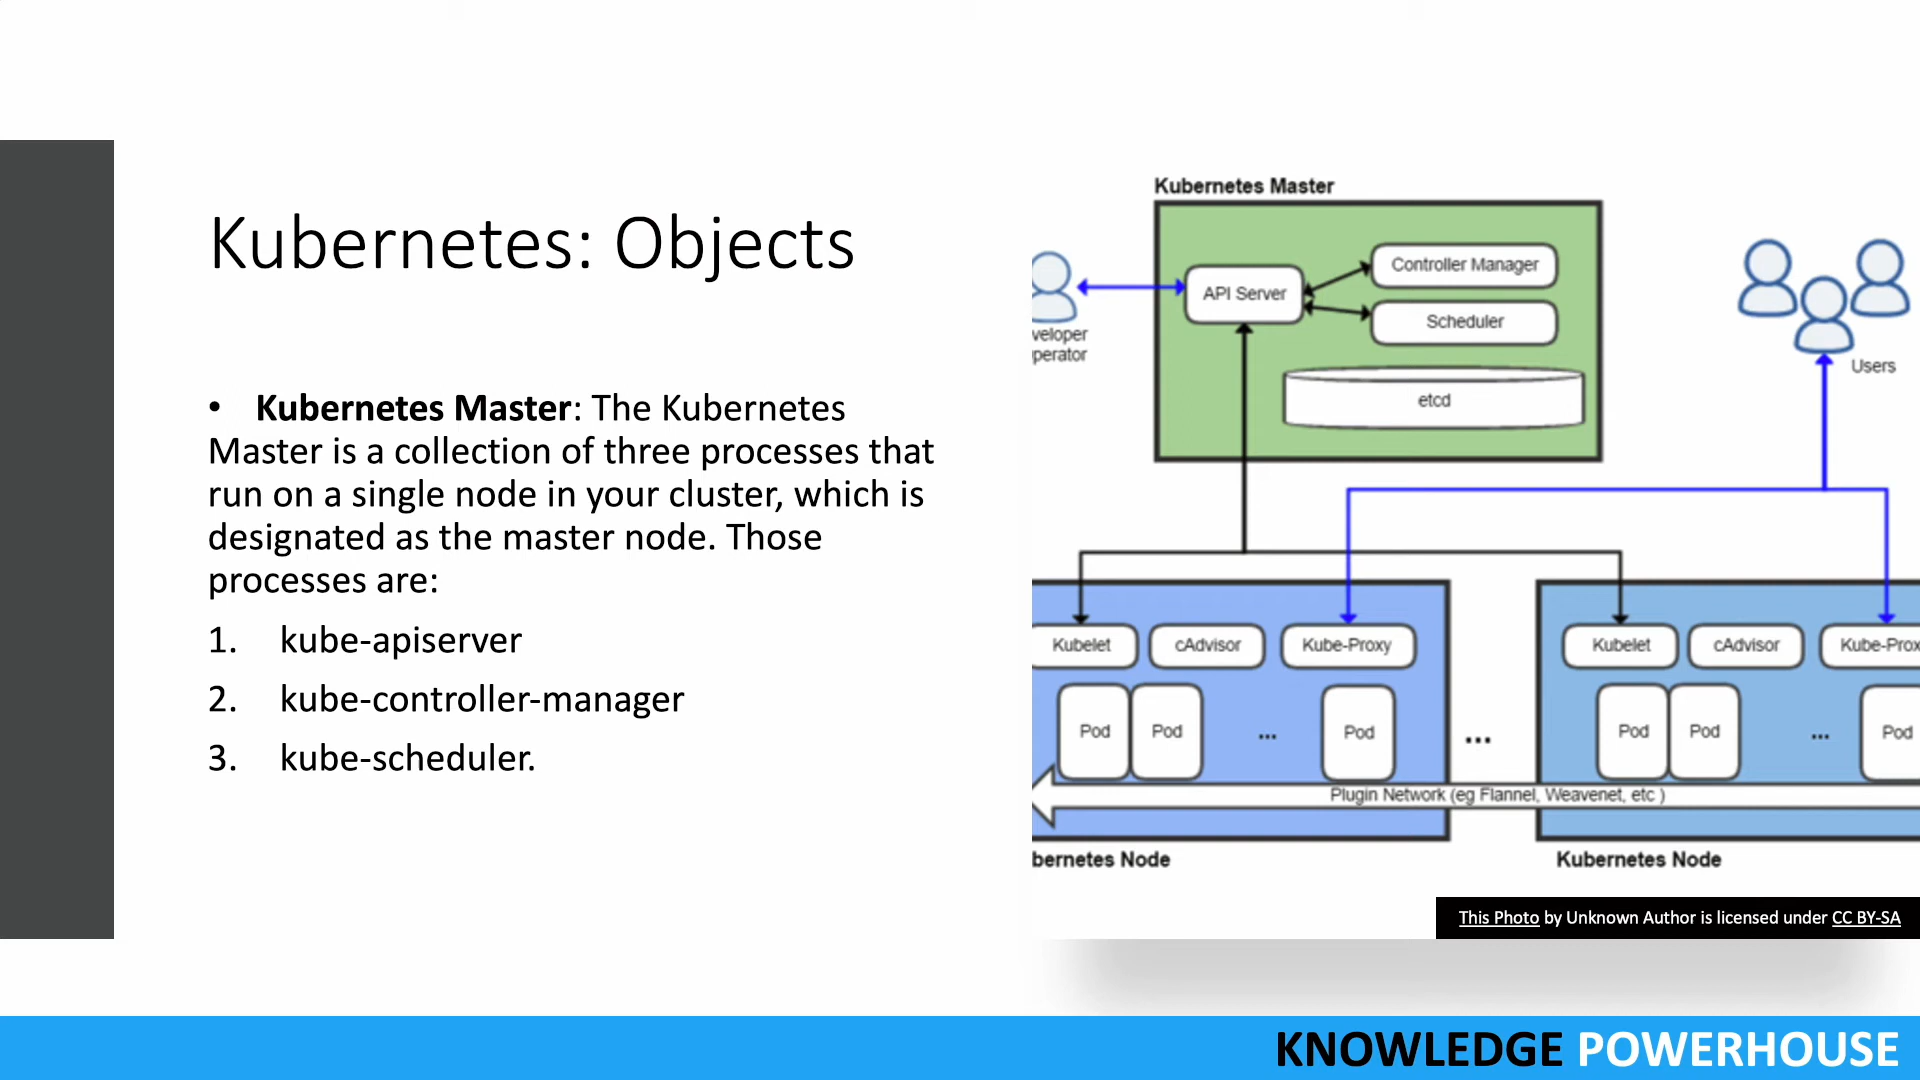 Kubernetes: Objects
• Kubernetes Master: The Kubernetes
Master is a collection of three processes that
run on a single node in your cluster, which is
designated as the master node. Those
processes are:
1. kube-apiserver
2. kube-controller-manager
3. kube-scheduler.
Kubernetes Master
API Server
Controller Manager
Scheduler
etcd
veloper
perator
Users
Kubelet
cAdvisor
Kube-Proxy
Pod
Pod
...
Pod
...
Kubelet
cAdvisor
Kube-Prox
Pod
Pod
...
Pod
Plugin Network (eg Flannel, Weavenet, etc )
bernetes Node
Kubernetes Node
This Photo by Unknown Author is licensed under CC BY-SA
KNOWLEDGE POWERHOUSE